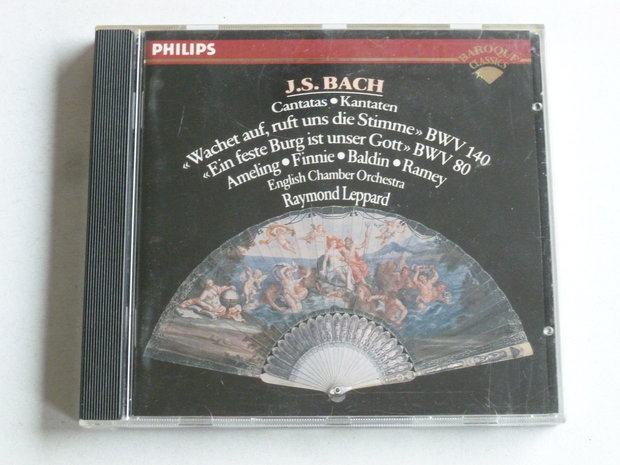 PHILIPS
BAROQUE
CLASSICS
J.S. BACH
Cantatas • Kantaten
«Wachet auf, ruft uns die Stimme» BWV 140
«Ein feste Burg ist unser Gott» BWV 80
Ameling • Finnie • Baldin • Ramey
English Chamber Orchestra
Raymond Leppard